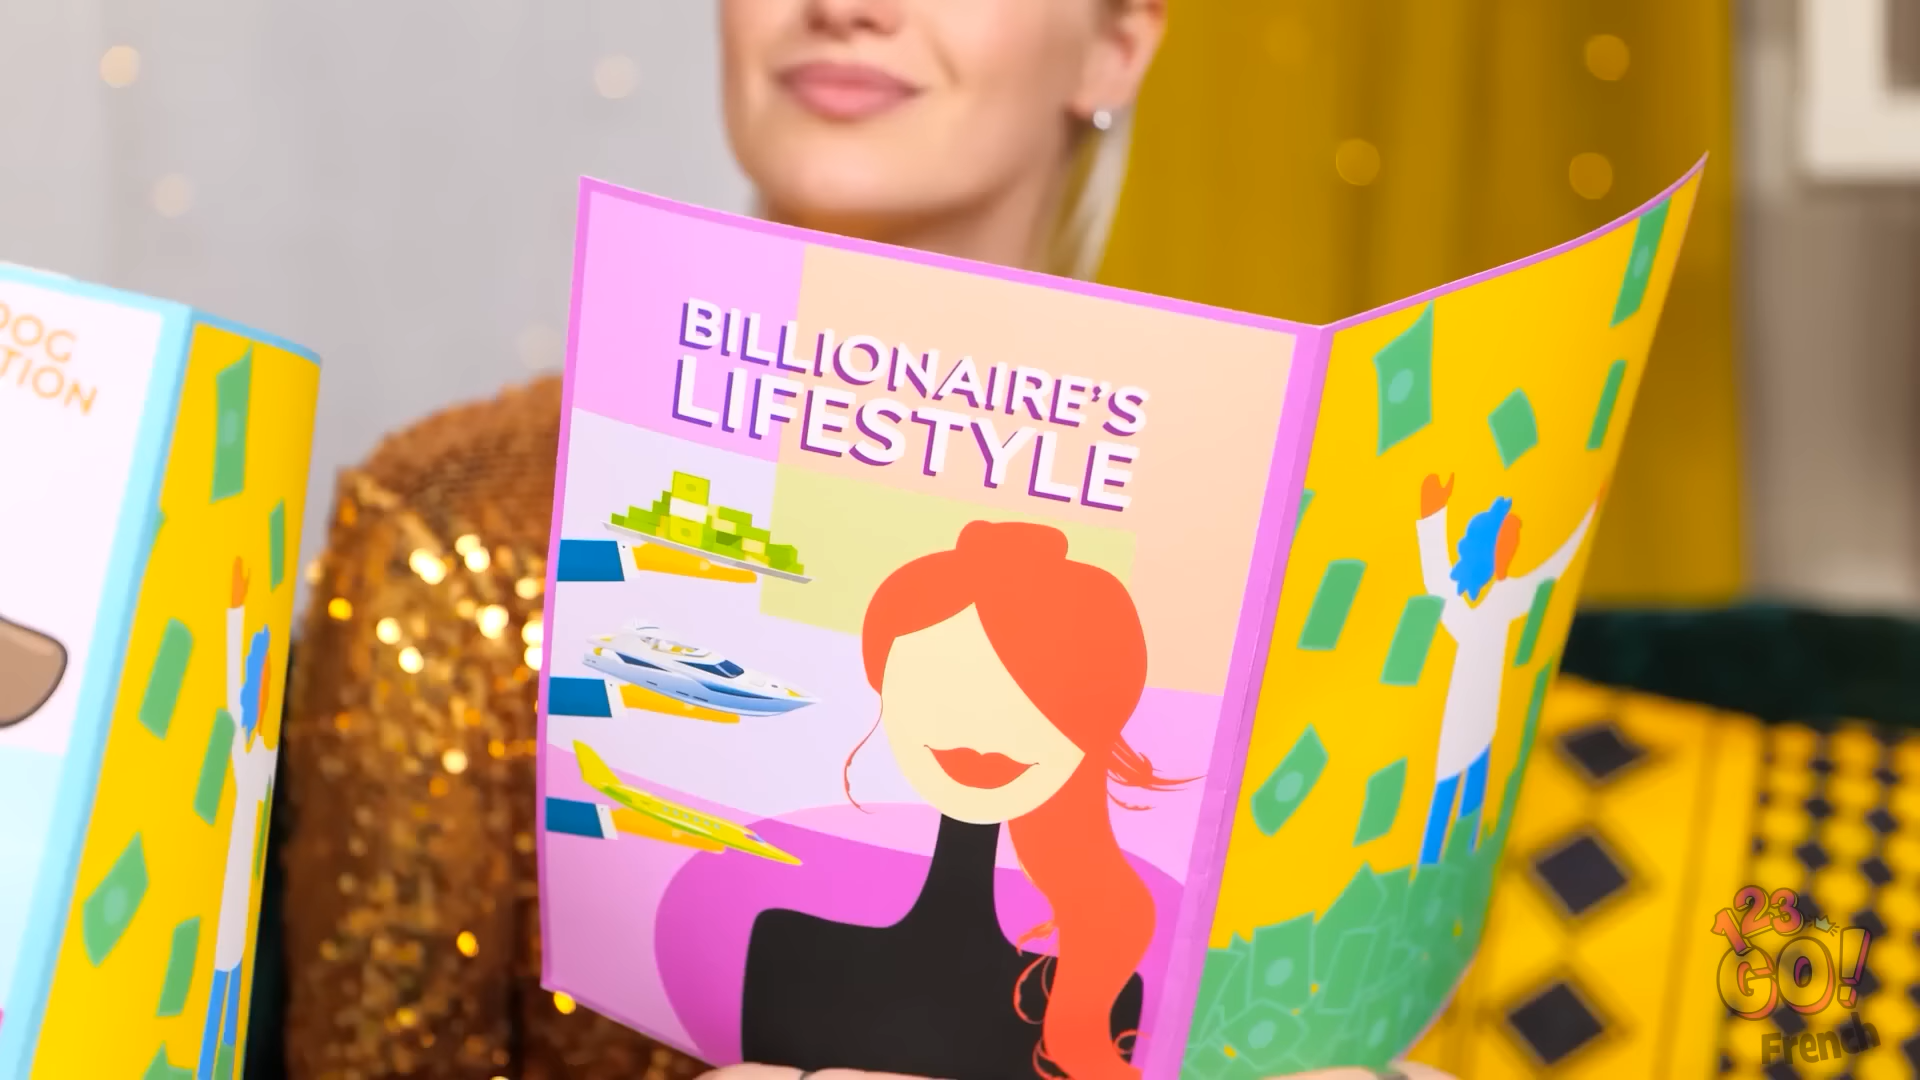 DOG
TION
BILLIONAIRE'S
LIFESTYLE
123
GO!
French